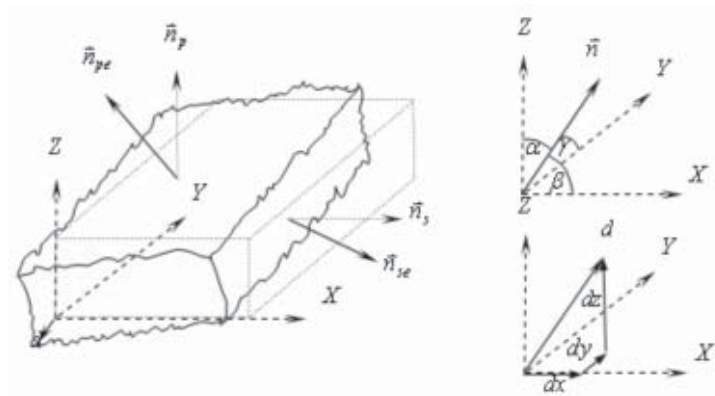 n⃗ₚₑ
n⃗ₚ
Z
Y
n⃗ₛ
n⃗ₛₑ
X
d
Z
n⃗
Y
α
γ
β
X
Z
d
Y
dz
dy
X
dx